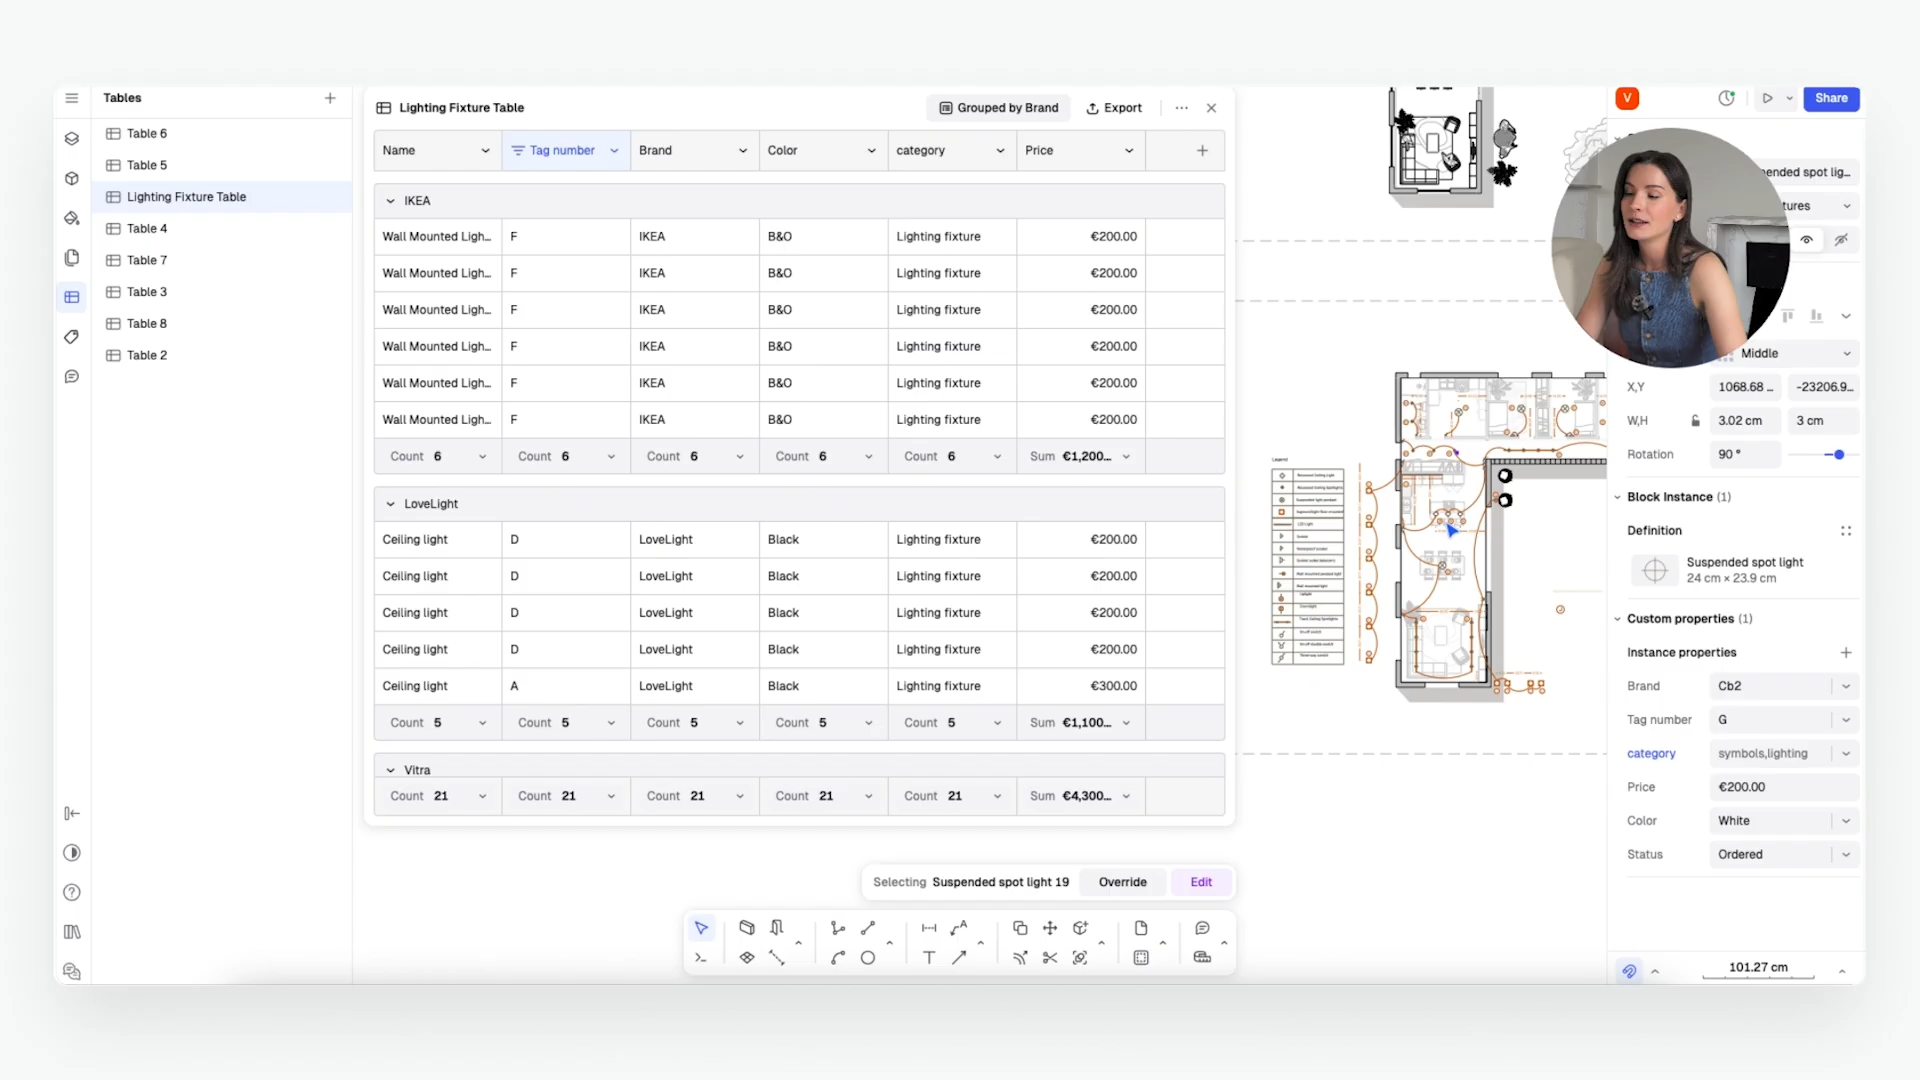 Tables
Table 6
Table 5
Lighting Fixture Table
Table 4
Table 7
Table 3
Table 8
Table 2
Lighting Fixture Table
Grouped by Brand
Export
Name Tag number Brand Color category Price
IKEA
Wall Mounted Ligh... F IKEA B&O Lighting fixture €200.00
Wall Mounted Ligh... F IKEA B&O Lighting fixture €200.00
Wall Mounted Ligh... F IKEA B&O Lighting fixture €200.00
Wall Mounted Ligh... F IKEA B&O Lighting fixture €200.00
Wall Mounted Ligh... F IKEA B&O Lighting fixture €200.00
Wall Mounted Ligh... F IKEA B&O Lighting fixture €200.00
Count 6 Count 6 Count 6 Count 6 Count 6 Sum €1,200...
LoveLight
Ceiling light D LoveLight Black Lighting fixture €200.00
Ceiling light D LoveLight Black Lighting fixture €200.00
Ceiling light D LoveLight Black Lighting fixture €200.00
Ceiling light D LoveLight Black Lighting fixture €200.00
Ceiling light A LoveLight Black Lighting fixture €300.00
Count 5 Count 5 Count 5 Count 5 Count 5 Sum €1,100...
Vitra
Count 21 Count 21 Count 21 Count 21 Count 21 Sum €4,300...
Selecting Suspended spot light 19 Override Edit
Legend
V
Share
ended spot lig...
tures
Middle
X,Y 1068.68 ... -23206.9...
W,H 3.02 cm 3 cm
Rotation 90 °
Block Instance (1)
Definition
Suspended spot light
24 cm × 23.9 cm
Custom properties (1)
Instance properties
Brand Cb2
Tag number G
category symbols,lighting
Price €200.00
Color White
Status Ordered
101.27 cm